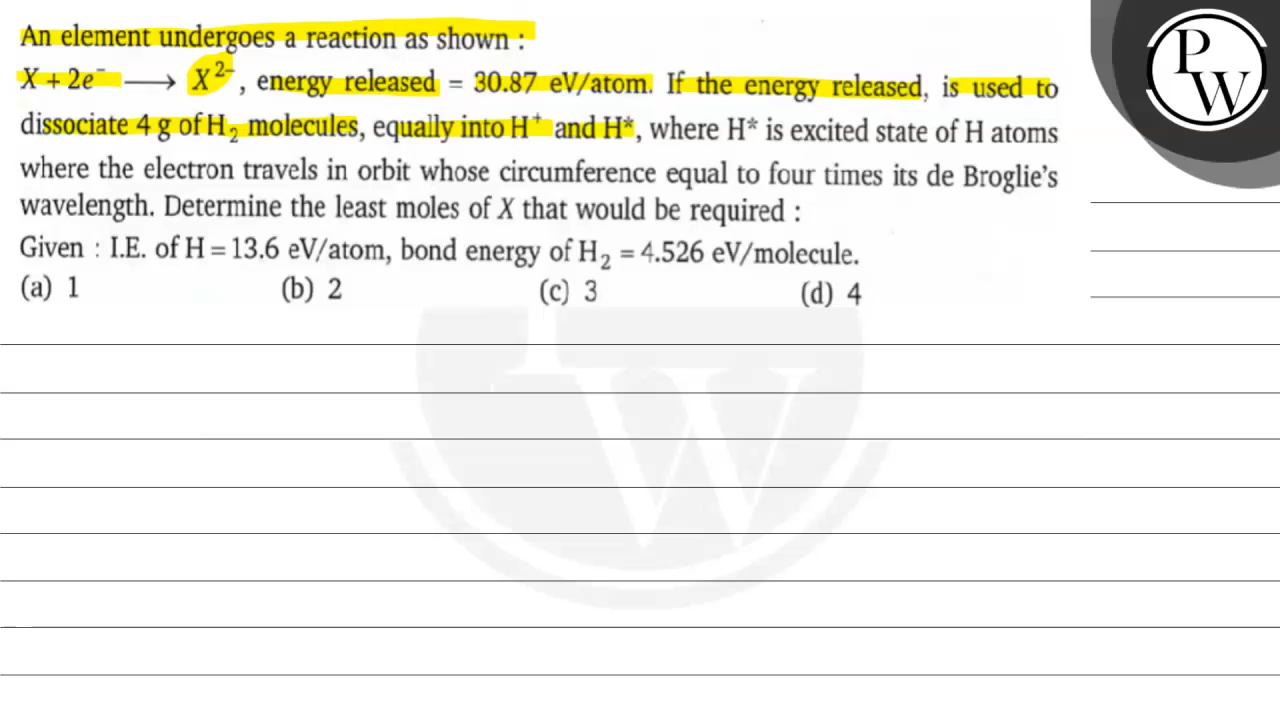 An element undergoes a reaction as shown :
X + 2e⁻ ⟶ X²⁻, energy released = 30.87 eV/atom. If the energy released, is used to
dissociate 4 g of H₂ molecules, equally into H⁺ and H*, where H* is excited state of H atoms
where the electron travels in orbit whose circumference equal to four times its de Broglie's
wavelength. Determine the least moles of X that would be required :
Given : I.E. of H = 13.6 eV/atom, bond energy of H₂ = 4.526 eV/molecule.
(a) 1 (b) 2 (c) 3 (d) 4
P
W
W